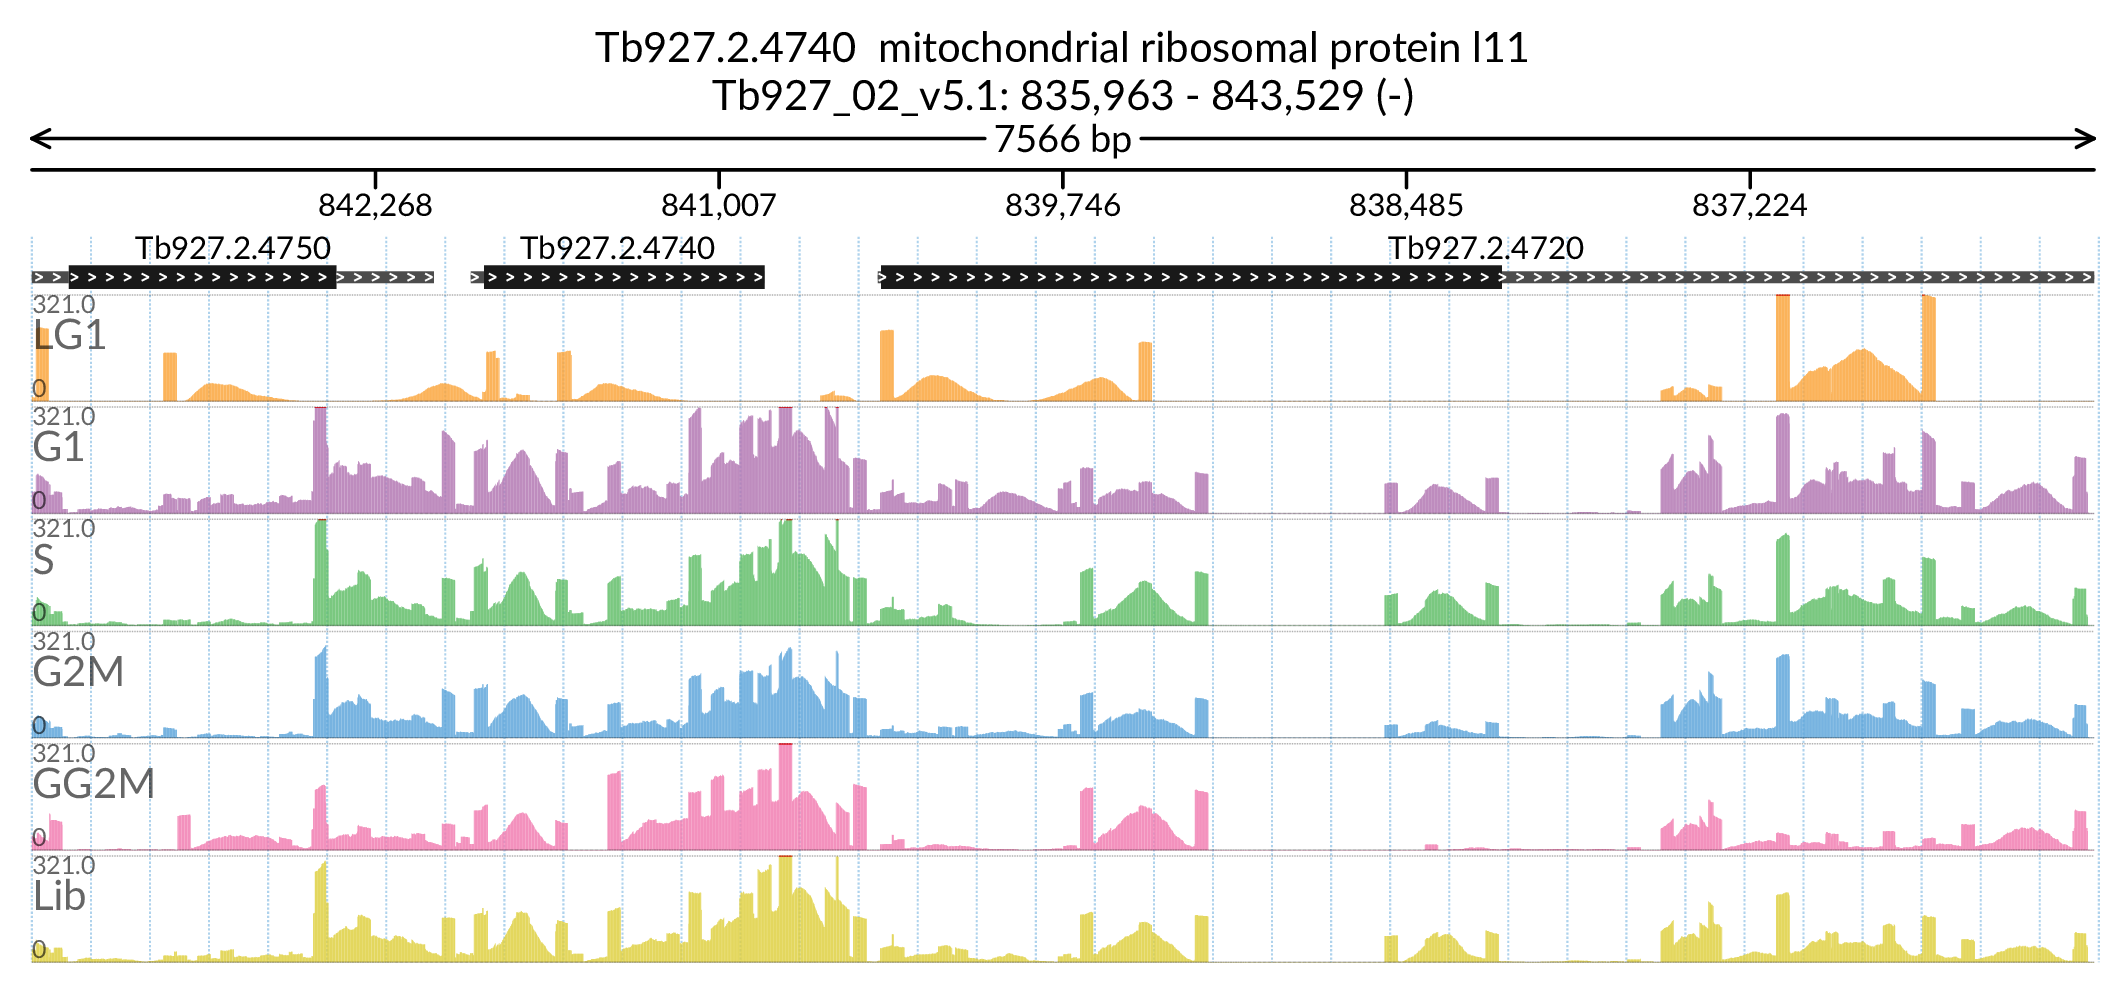 Tb927.2.4740  mitochondrial ribosomal protein l11
Tb927_02_v5.1: 835,963 - 843,529 (-)
7566 bp
842,268 841,007 839,746 838,485 837,224
Tb927.2.4750 Tb927.2.4740 Tb927.2.4720
321.0
LG1
0
321.0
G1
0
321.0
S
0
321.0
G2M
0
321.0
GG2M
0
321.0
Lib
0